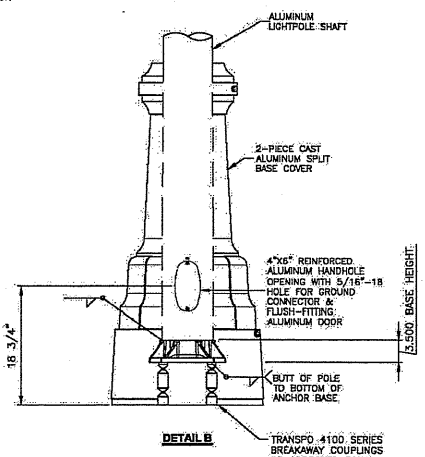 ALUMINUM
LIGHTPOLE SHAFT
2-PIECE CAST
ALUMINUM SPLIT
BASE COVER
4"X6" REINFORCED
ALUMINUM HANDHOLE
OPENING WITH 5/16"-18
HOLE FOR GROUND
CONNECTOR &
FLUSH-FITTING
ALUMINUM DOOR
3.500 BASE HEIGHT
18 3/4"
BUTT OF POLE
TO BOTTOM OF
ANCHOR BASE
DETAIL B
TRANSPO 4100 SERIES
BREAKAWAY COUPLINGS